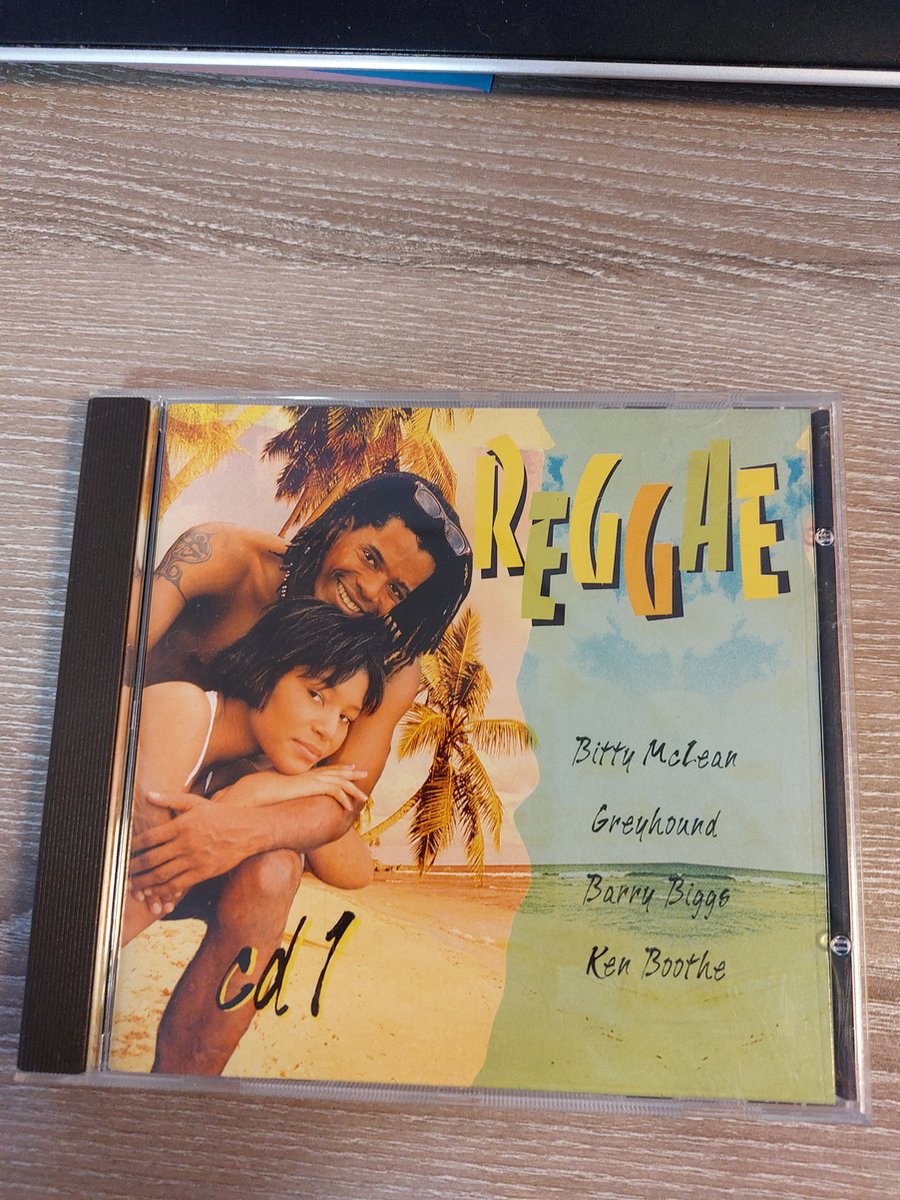 REGGAE
Bitty McLean
Greyhound
Barry Biggs
Ken Boothe
cd 1